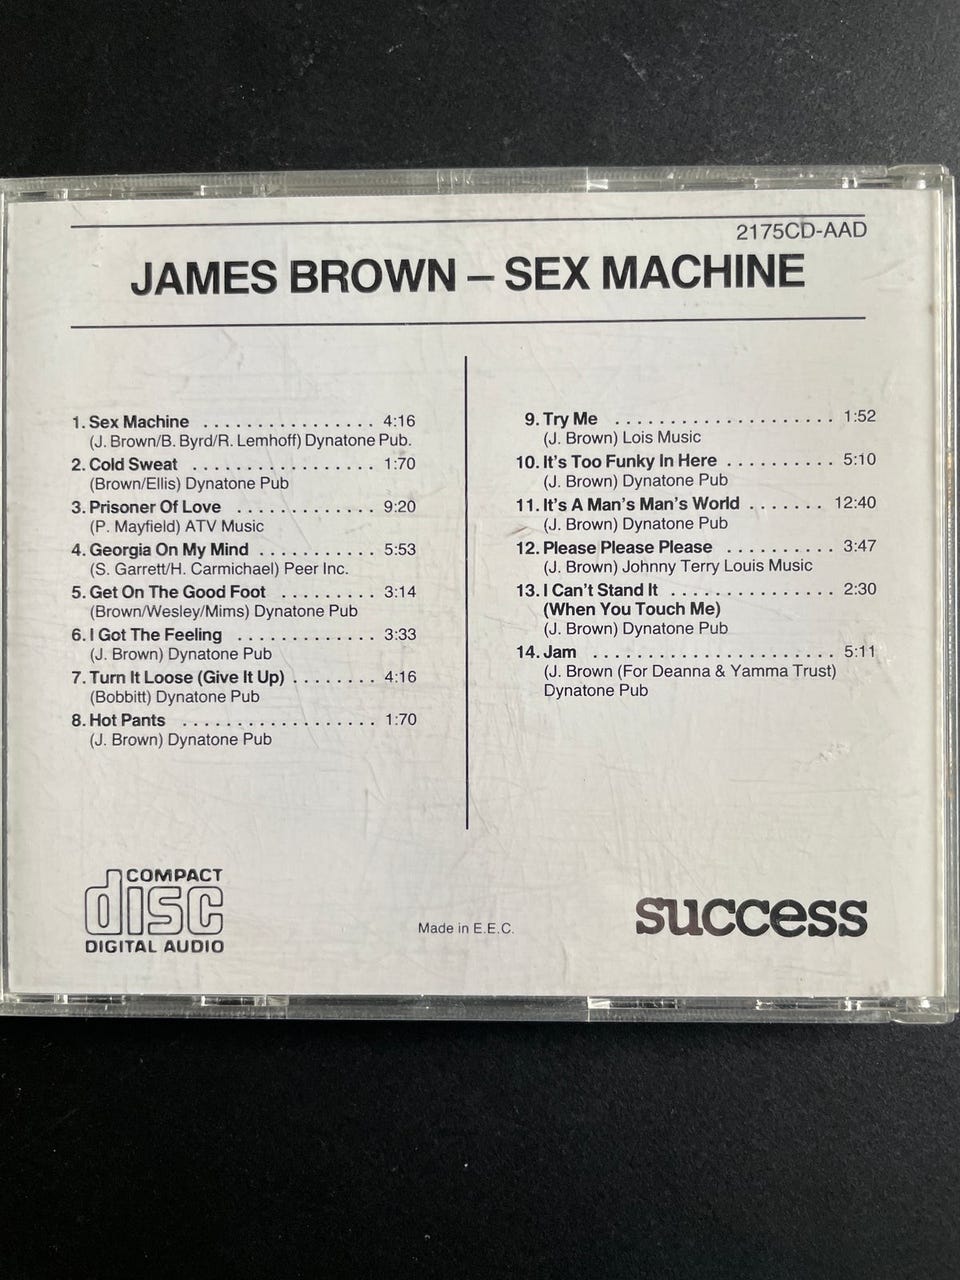 2175CD-AAD
JAMES BROWN – SEX MACHINE
1. Sex Machine . . . . . . . . . . . . . . . . 4:16
(J. Brown/B. Byrd/R. Lemhoff) Dynatone Pub.
2. Cold Sweat . . . . . . . . . . . . . . . . . 1:70
(Brown/Ellis) Dynatone Pub
3. Prisoner Of Love . . . . . . . . . . . . . 9:20
(P. Mayfield) ATV Music
4. Georgia On My Mind . . . . . . . . . . . 5:53
(S. Garrett/H. Carmichael) Peer Inc.
5. Get On The Good Foot . . . . . . . . . 3:14
(Brown/Wesley/Mims) Dynatone Pub
6. I Got The Feeling . . . . . . . . . . . . . 3:33
(J. Brown) Dynatone Pub
7. Turn It Loose (Give It Up) . . . . . . . . 4:16
(Bobbitt) Dynatone Pub
8. Hot Pants . . . . . . . . . . . . . . . . . . 1:70
(J. Brown) Dynatone Pub
9. Try Me . . . . . . . . . . . . . . . . . . . . 1:52
(J. Brown) Lois Music
10. It's Too Funky In Here . . . . . . . . . . 5:10
(J. Brown) Dynatone Pub
11. It's A Man's Man's World . . . . . . . 12:40
(J. Brown) Dynatone Pub
12. Please Please Please . . . . . . . . . . 3:47
(J. Brown) Johnny Terry Louis Music
13. I Can't Stand It . . . . . . . . . . . . . . . 2:30
(When You Touch Me)
(J. Brown) Dynatone Pub
14. Jam . . . . . . . . . . . . . . . . . . . . . . 5:11
(J. Brown (For Deanna & Yamma Trust)
Dynatone Pub
COMPACT
disc
DIGITAL AUDIO
Made in E.E.C.
success